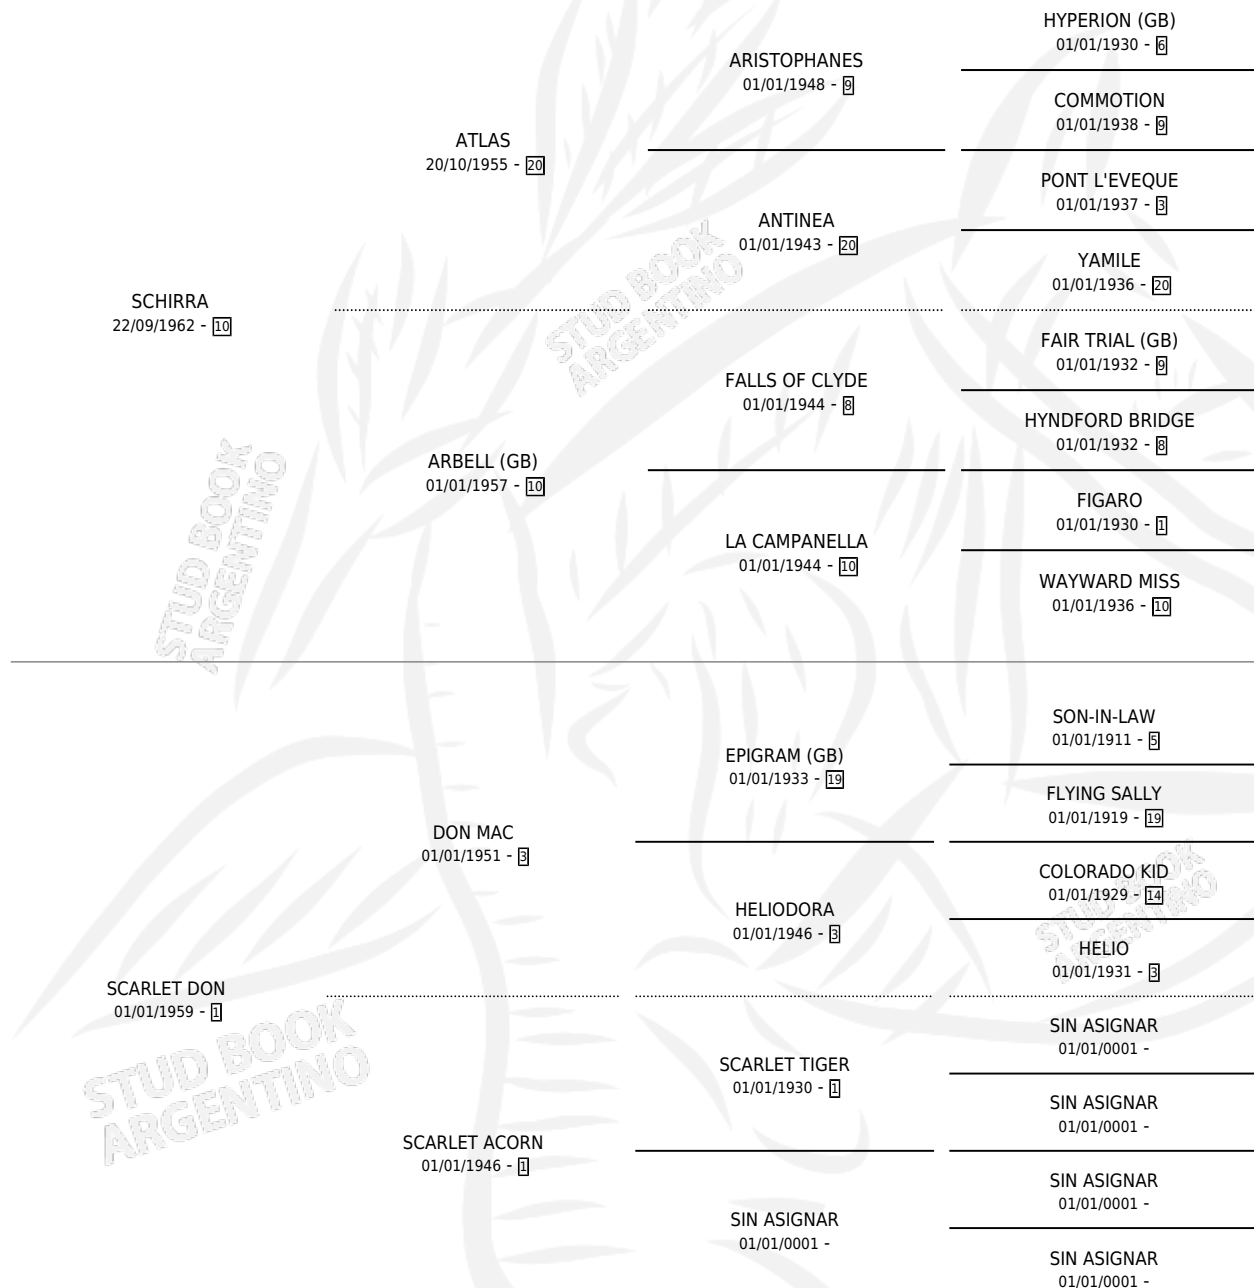 HYPERION (GB)
01/01/1930 - 6
ARISTOPHANES
01/01/1948 - 9
COMMOTION
01/01/1938 - 9
ATLAS
20/10/1955 - 20
PONT L'EVEQUE
01/01/1937 - 3
ANTINEA
01/01/1943 - 20
YAMILE
01/01/1936 - 20
SCHIRRA
22/09/1962 - 10
STUD BOOK
ARGENTINO
FAIR TRIAL (GB)
01/01/1932 - 9
FALLS OF CLYDE
01/01/1944 - 8
HYNDFORD BRIDGE
01/01/1932 - 8
ARBELL (GB)
01/01/1957 - 10
FIGARO
01/01/1930 - 1
LA CAMPANELLA
01/01/1944 - 10
WAYWARD MISS
01/01/1936 - 10
STUD BOOK
ARGENTINO
SON-IN-LAW
01/01/1911 - 5
EPIGRAM (GB)
01/01/1933 - 19
FLYING SALLY
01/01/1919 - 19
DON MAC
01/01/1951 - 3
COLORADO KID
01/01/1929 - 14
HELIODORA
01/01/1946 - 3
HELIO
01/01/1931 - 3
STUD BOOK
ARGENTINO
SCARLET DON
01/01/1959 - 1
SIN ASIGNAR
01/01/0001 -
SCARLET TIGER
01/01/1930 - 1
SIN ASIGNAR
01/01/0001 -
STUD BOOK
ARGENTINO
SCARLET ACORN
01/01/1946 - 1
SIN ASIGNAR
01/01/0001 -
SIN ASIGNAR
01/01/0001 -
SIN ASIGNAR
01/01/0001 -